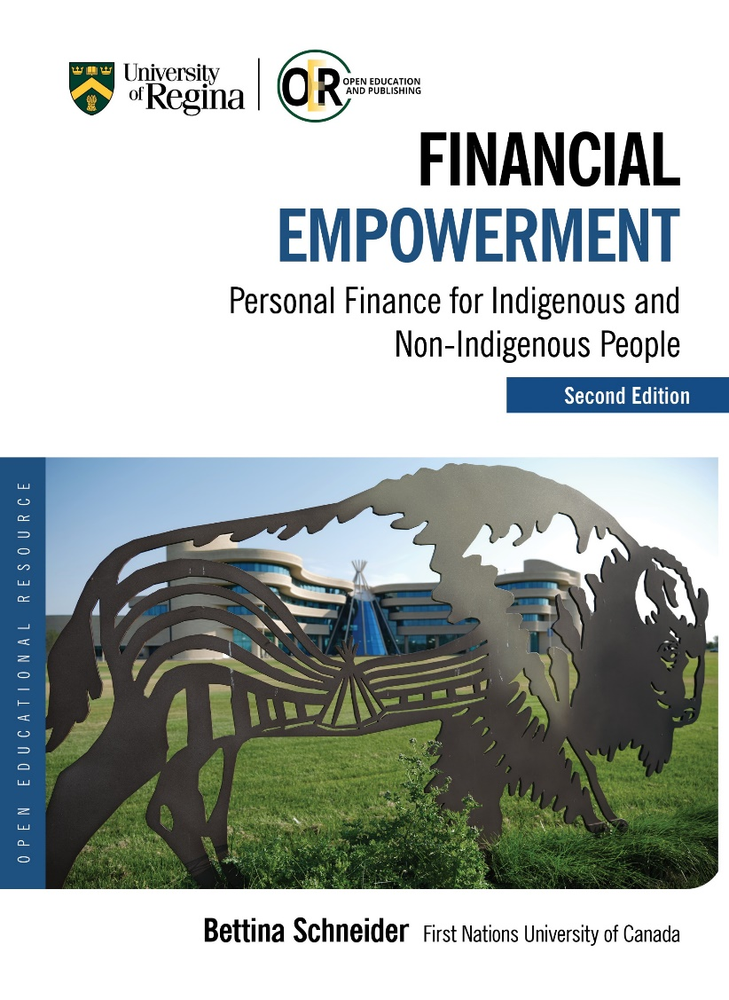 University
of Regina
OER
OPEN EDUCATION
AND PUBLISHING
FINANCIAL
EMPOWERMENT
Personal Finance for Indigenous and
Non-Indigenous People
Second Edition
OPEN EDUCATIONAL RESOURCE
Bettina Schneider First Nations University of Canada